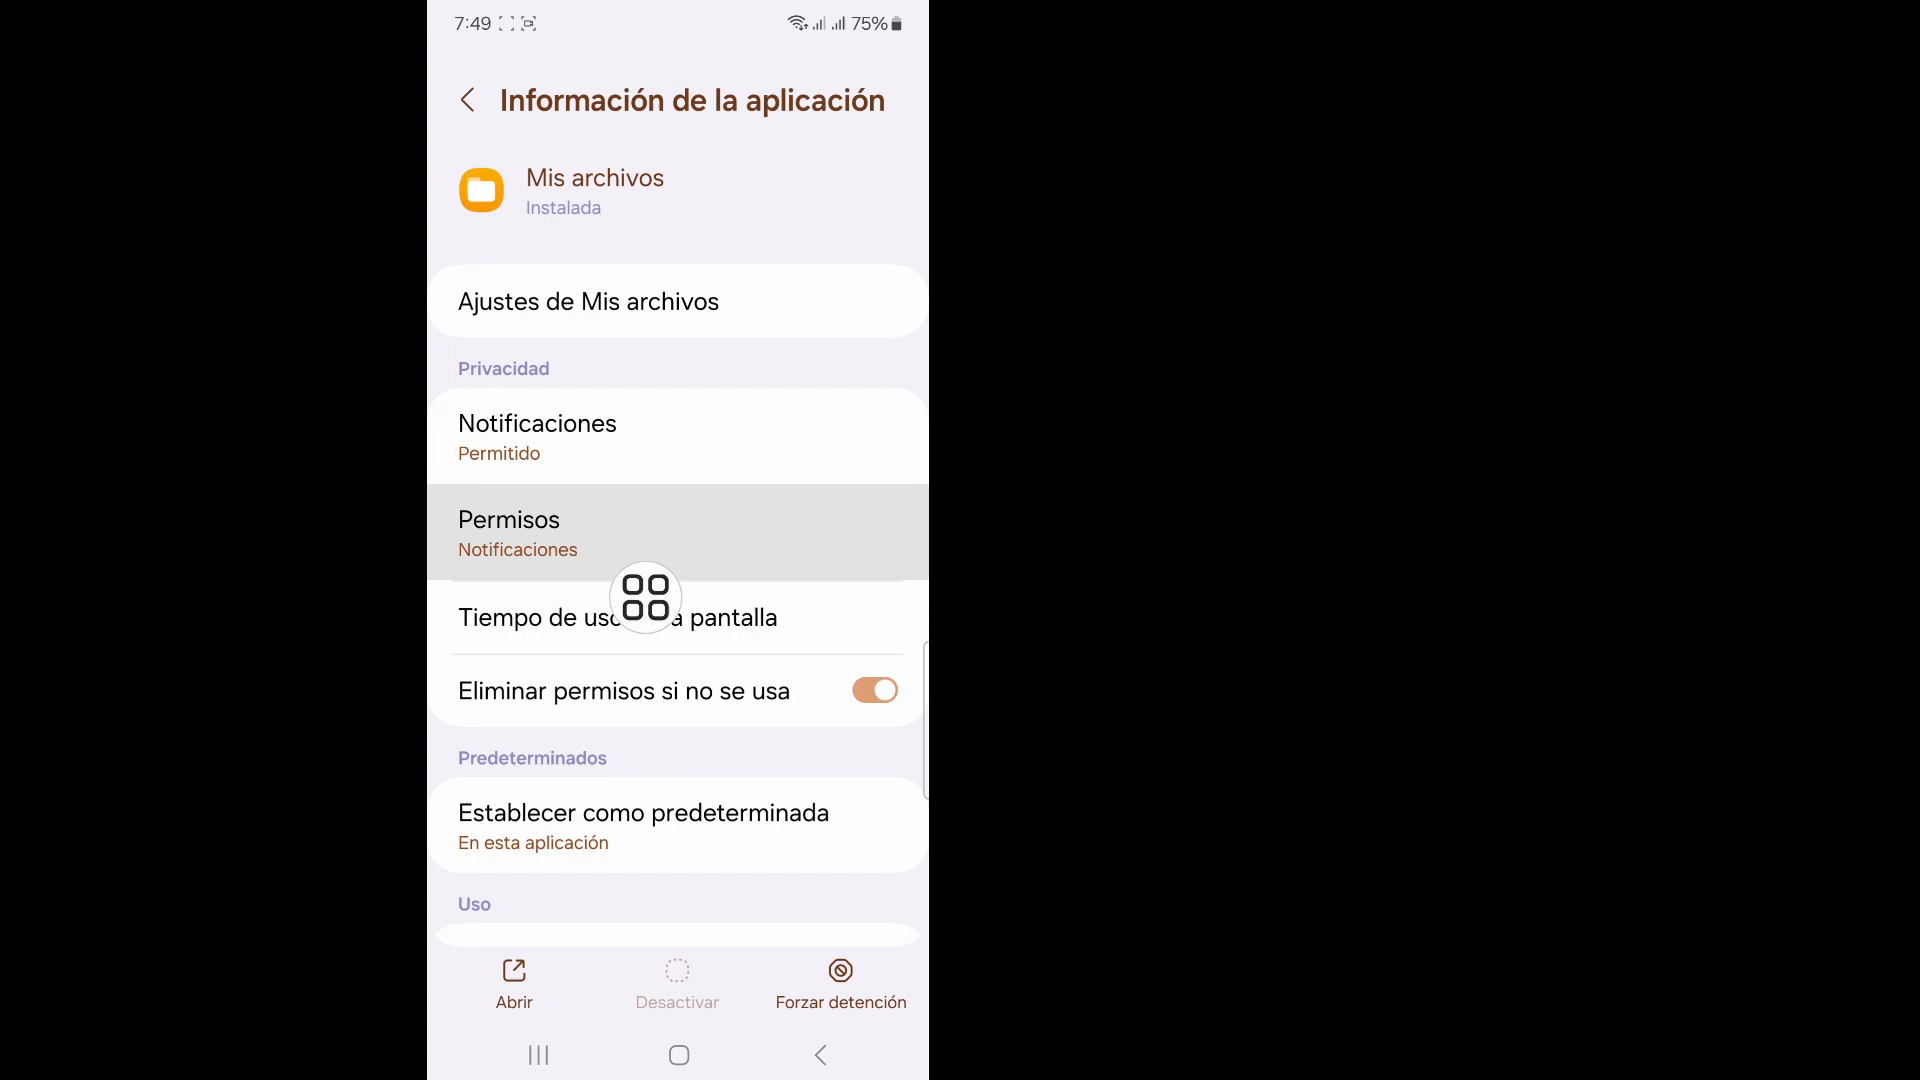 7:49
75%
Información de la aplicación
Mis archivos
Instalada
Ajustes de Mis archivos
Privacidad
Notificaciones
Permitido
Permisos
Notificaciones
Tiempo de uso a pantalla
Eliminar permisos si no se usa
Predeterminados
Establecer como predeterminada
En esta aplicación
Uso
Abrir
Desactivar
Forzar detención